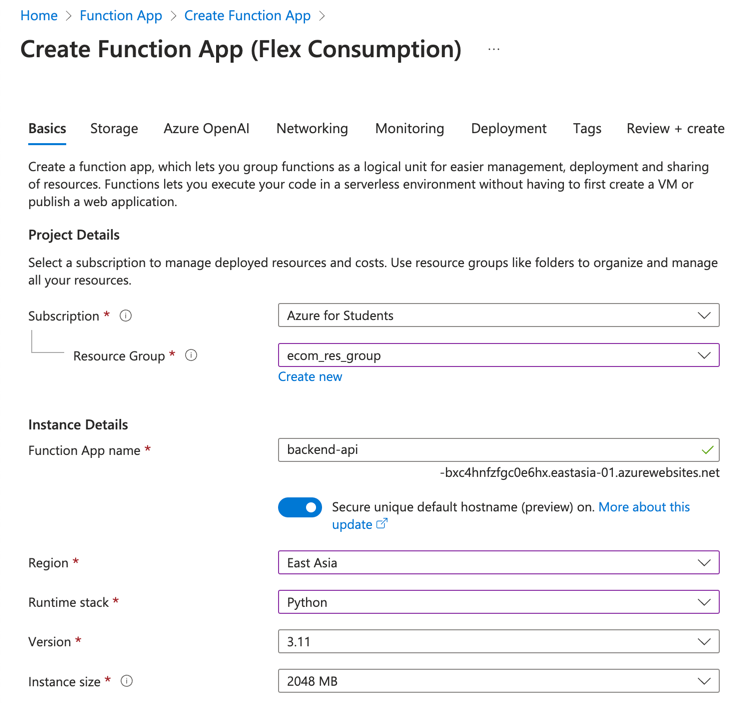 Home > Function App > Create Function App >
Create Function App (Flex Consumption) ...
Basics Storage Azure OpenAI Networking Monitoring Deployment Tags Review + create
Create a function app, which lets you group functions as a logical unit for easier management, deployment and sharing
of resources. Functions lets you execute your code in a serverless environment without having to first create a VM or
publish a web application.
Project Details
Select a subscription to manage deployed resources and costs. Use resource groups like folders to organize and manage
all your resources.
Subscription * Azure for Students
Resource Group * ecom_res_group
Create new
Instance Details
Function App name * backend-api
-bxc4hnfzfgc0e6hx.eastasia-01.azurewebsites.net
Secure unique default hostname (preview) on. More about this
update
Region * East Asia
Runtime stack * Python
Version * 3.11
Instance size * 2048 MB